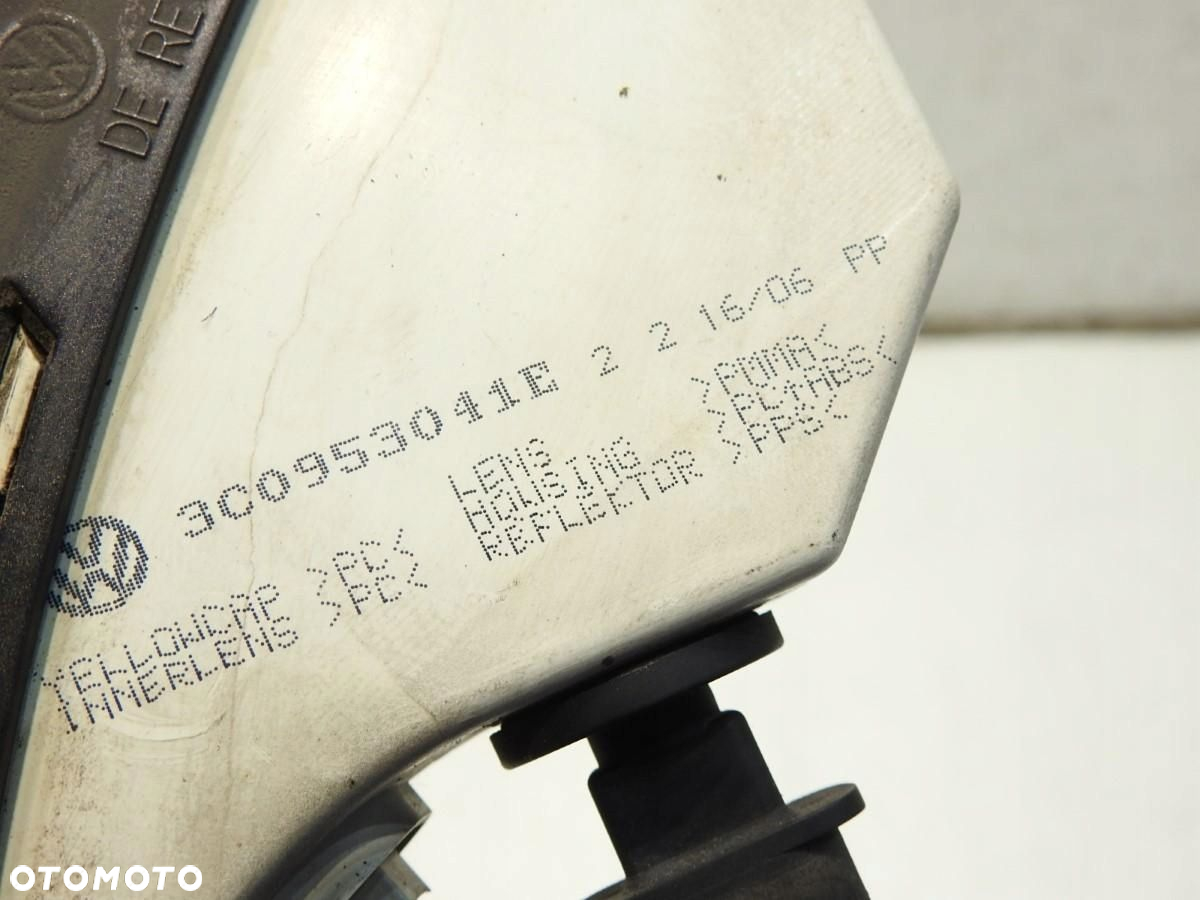 DE RE
3C0953041E 2 2 16/06 PP
LENS >PMMA<
HOUSING >PC+ABS<
REFLEKTOR >PPS<
YELLOWCAP >PC<
INNERLENS >PC<
OTOMOTO